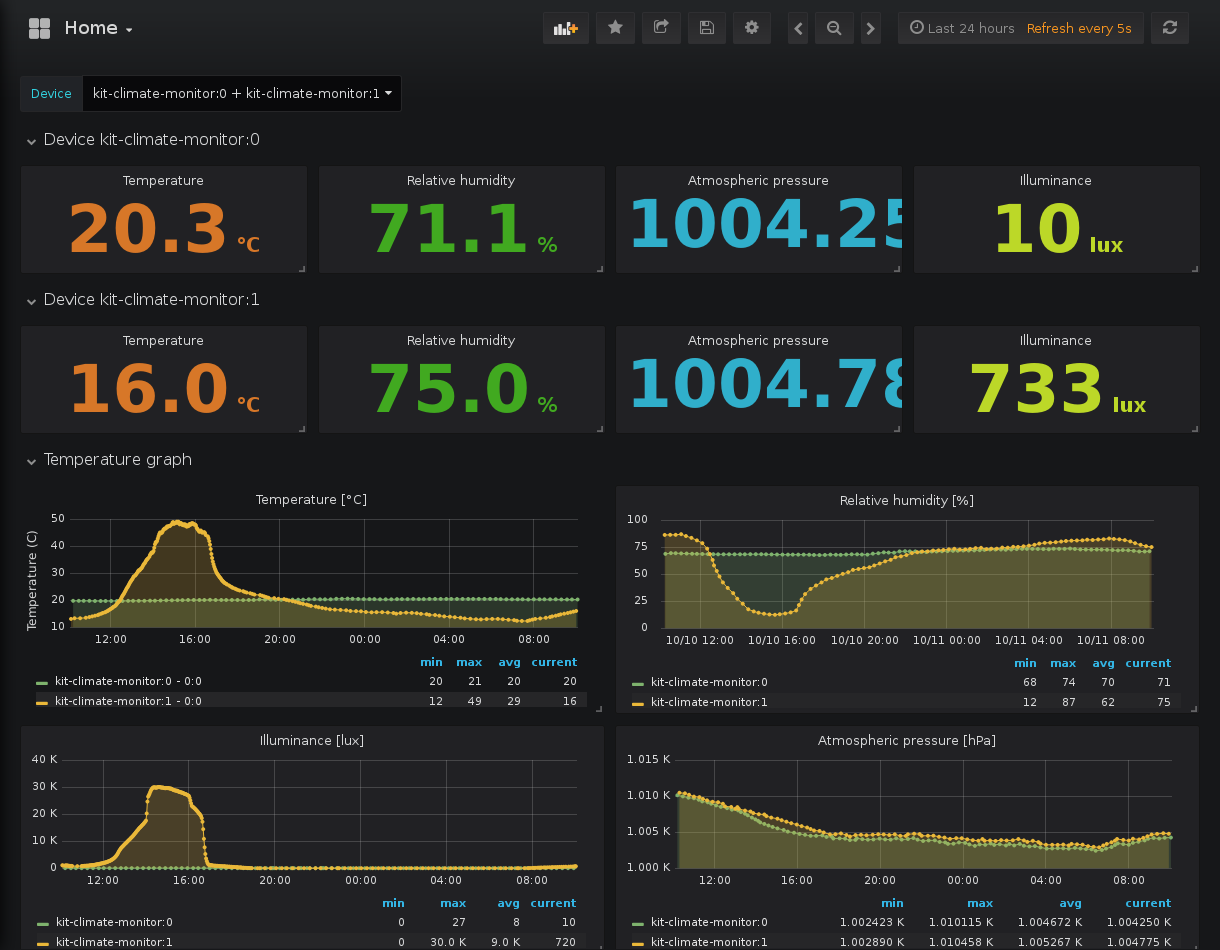 Home
Last 24 hours Refresh every 5s
Device kit-climate-monitor:0 + kit-climate-monitor:1
Device kit-climate-monitor:0
Temperature Relative humidity Atmospheric pressure Illuminance
20.3 °C 71.1 % 1004.25 10 lux
Device kit-climate-monitor:1
Temperature Relative humidity Atmospheric pressure Illuminance
16.0 °C 75.0 % 1004.78 733 lux
Temperature graph
Temperature [°C]
Temperature (C)
50
40
30
20
10
12:00 16:00 20:00 00:00 04:00 08:00
min max avg current
kit-climate-monitor:0 - 0:0 20 21 20 20
kit-climate-monitor:1 - 0:0 12 49 29 16
Relative humidity [%]
100
75
50
25
0
10/10 12:00 10/10 16:00 10/10 20:00 10/11 00:00 10/11 04:00 10/11 08:00
min max avg current
kit-climate-monitor:0 68 74 70 71
kit-climate-monitor:1 12 87 62 75
Illuminance [lux]
40 K
30 K
20 K
10 K
0
12:00 16:00 20:00 00:00 04:00 08:00
min max avg current
kit-climate-monitor:0 0 27 8 10
kit-climate-monitor:1 0 30.0 K 9.0 K 720
Atmospheric pressure [hPa]
1.015 K
1.010 K
1.005 K
1.000 K
12:00 16:00 20:00 00:00 04:00 08:00
min max avg current
kit-climate-monitor:0 1.002423 K 1.010115 K 1.004672 K 1.004250 K
kit-climate-monitor:1 1.002890 K 1.010458 K 1.005267 K 1.004775 K